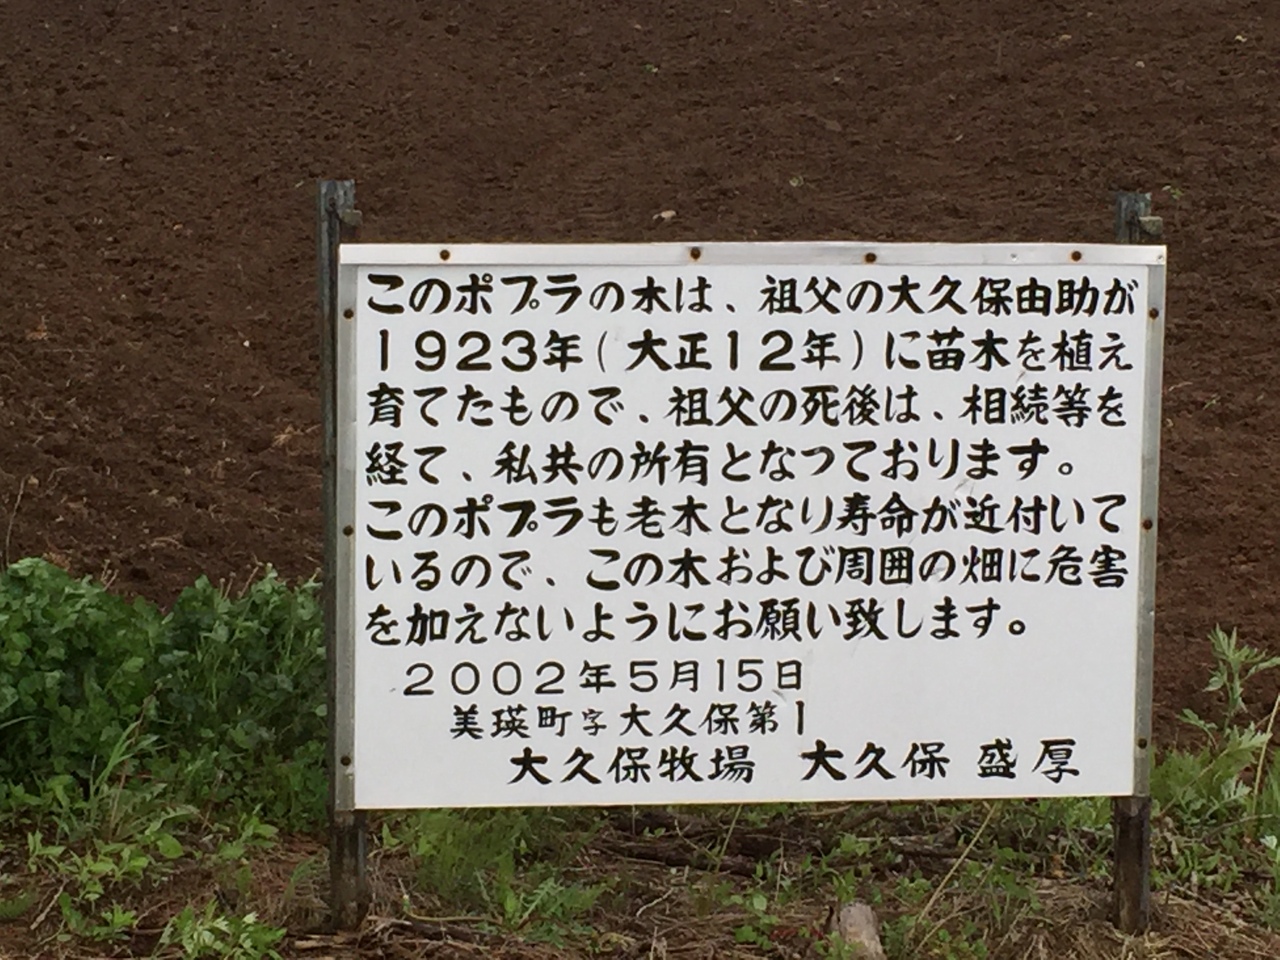 このポプラの木は、祖父の大久保由助が
1923年(大正12年)に苗木を植え
育てたもので、祖父の死後は、相続等を
経て、私共の所有となっております。
このポプラも老木となり寿命が近付いて
いるので、この木および周囲の畑に危害
を加えないようにお願い致します。
2002年5月15日
美瑛町字大久保第1
大久保牧場 大久保 盛厚